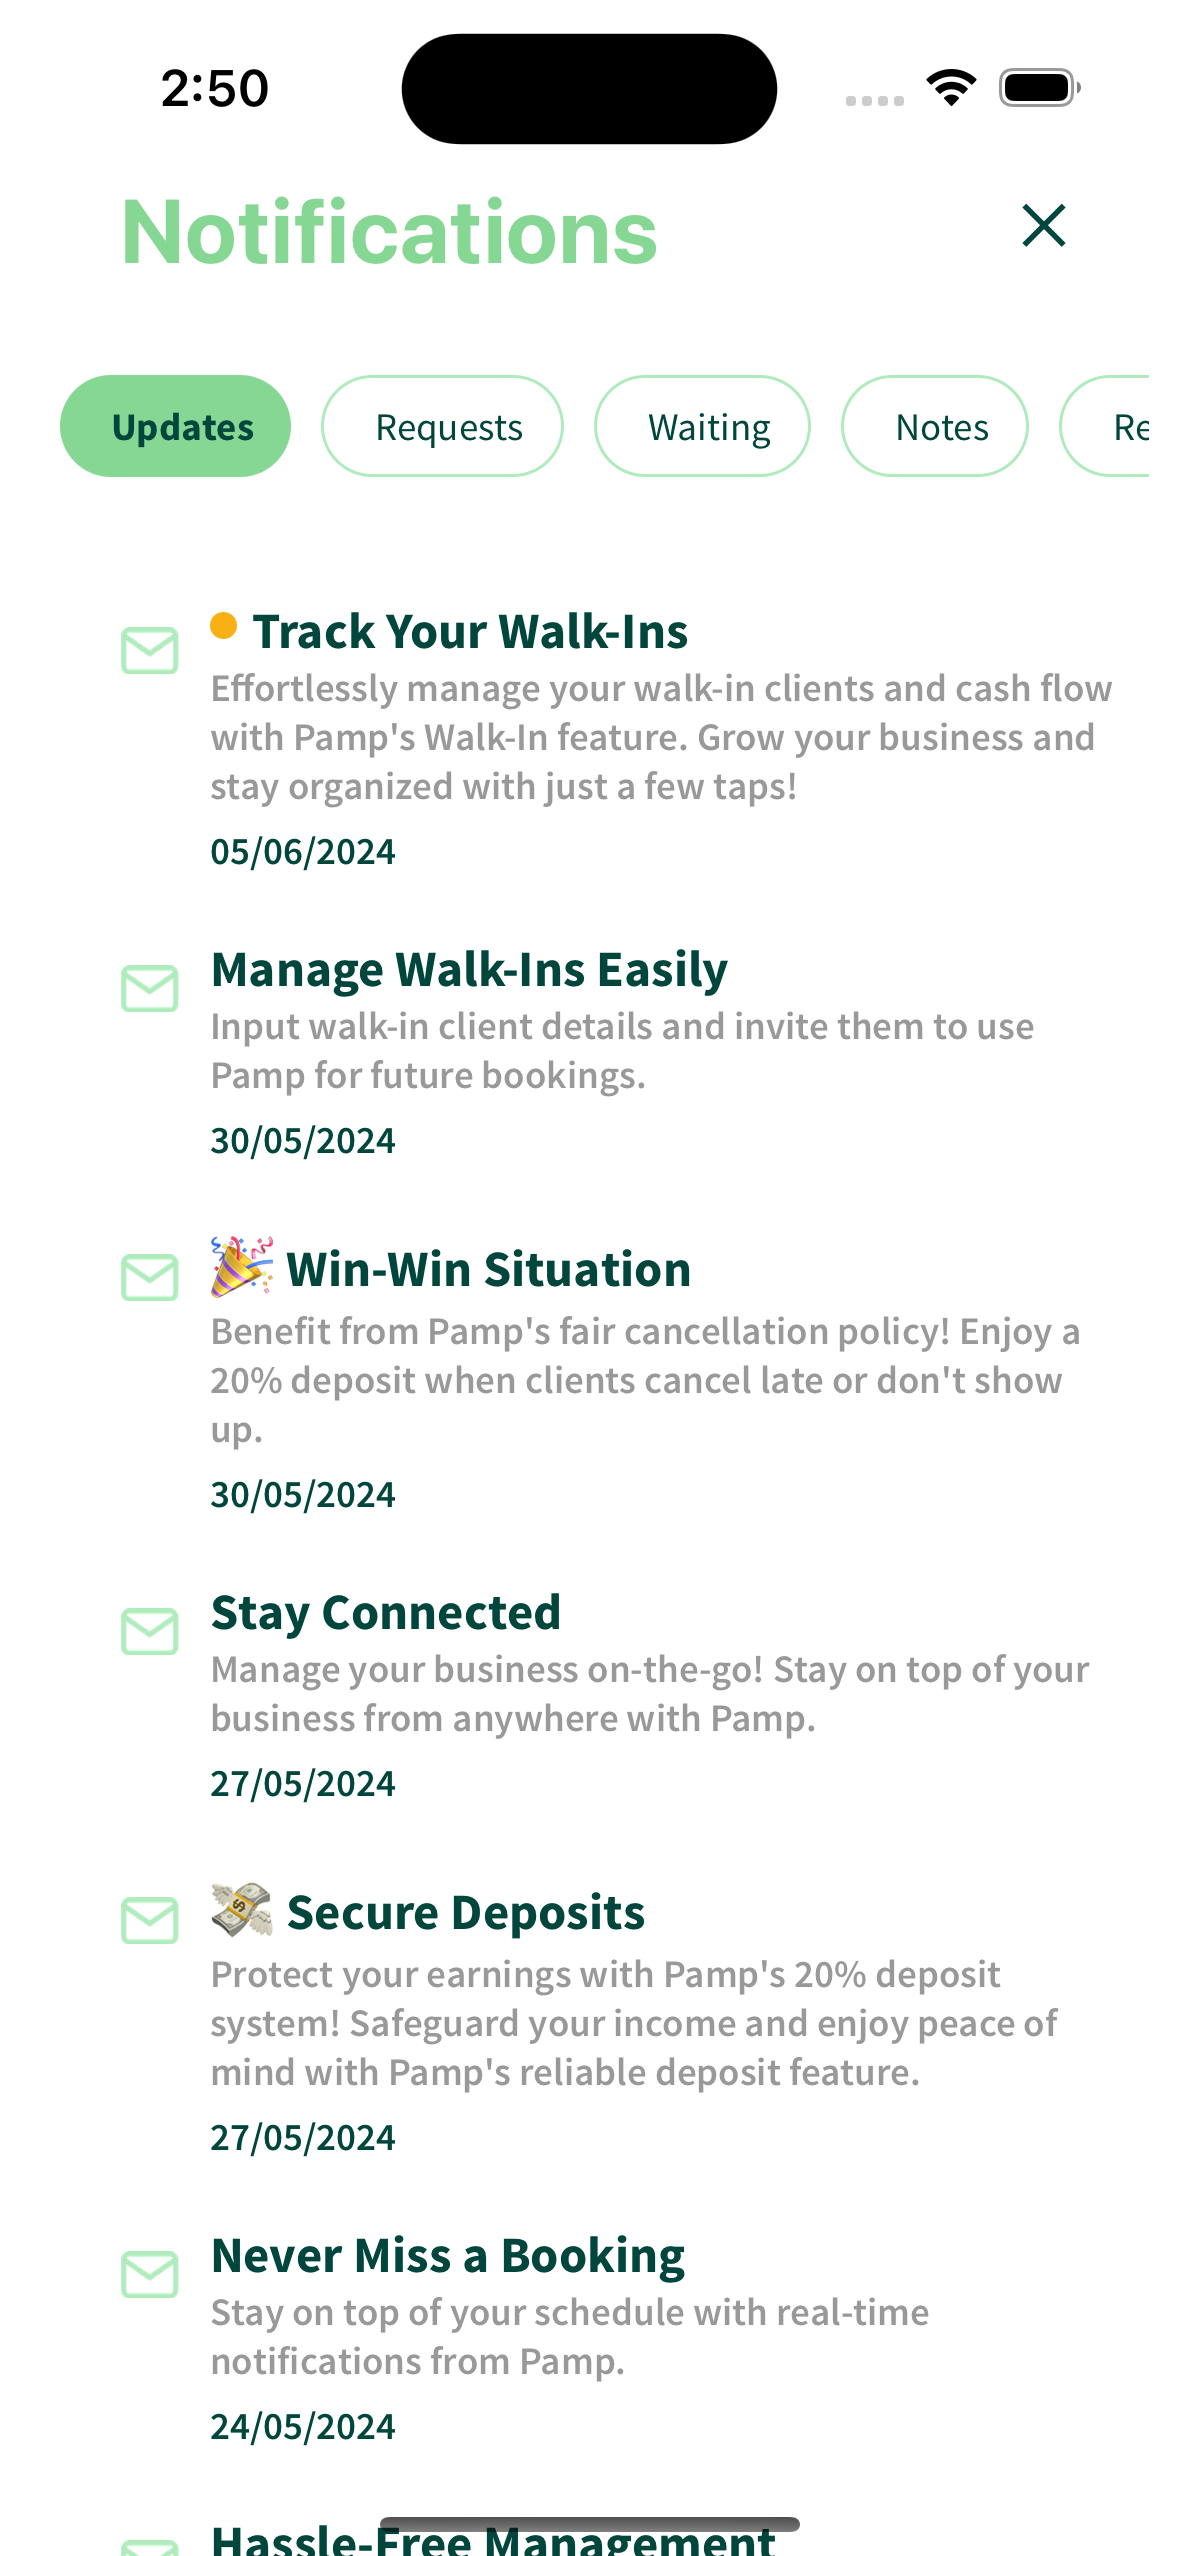 2:50
Notifications
Updates
Requests
Waiting
Notes
Re
Track Your Walk-Ins
Effortlessly manage your walk-in clients and cash flow
with Pamp's Walk-In feature. Grow your business and
stay organized with just a few taps!
05/06/2024
Manage Walk-Ins Easily
Input walk-in client details and invite them to use
Pamp for future bookings.
30/05/2024
🎉 Win-Win Situation
Benefit from Pamp's fair cancellation policy! Enjoy a
20% deposit when clients cancel late or don't show
up.
30/05/2024
Stay Connected
Manage your business on-the-go! Stay on top of your
business from anywhere with Pamp.
27/05/2024
💸 Secure Deposits
Protect your earnings with Pamp's 20% deposit
system! Safeguard your income and enjoy peace of
mind with Pamp's reliable deposit feature.
27/05/2024
Never Miss a Booking
Stay on top of your schedule with real-time
notifications from Pamp.
24/05/2024
Hassle-Free Management